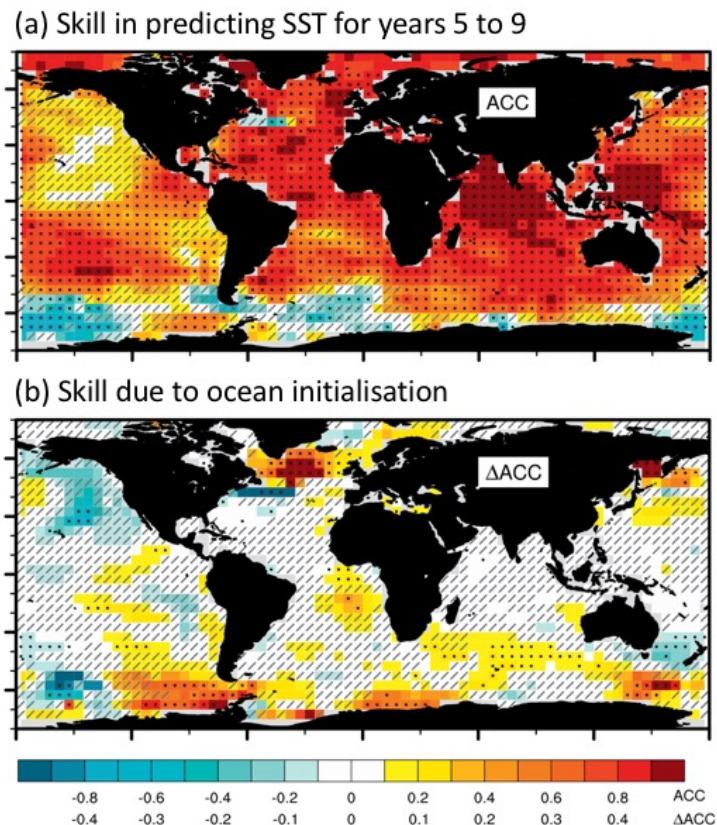 (a) Skill in predicting SST for years 5 to 9
ACC
(b) Skill due to ocean initialisation
ΔACC
-0.8 -0.6 -0.4 -0.2 0 0.2 0.4 0.6 0.8 ACC
-0.4 -0.3 -0.2 -0.1 0 0.1 0.2 0.3 0.4 ΔACC